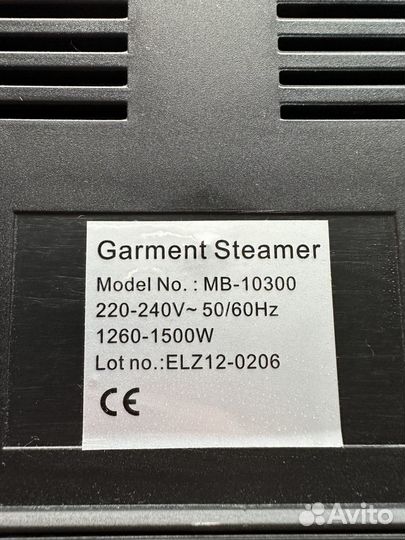 Garment Steamer
Model No. : MB-10300
220-240V~ 50/60Hz
1260-1500W
Lot no.:ELZ12-0206
CE
Avito